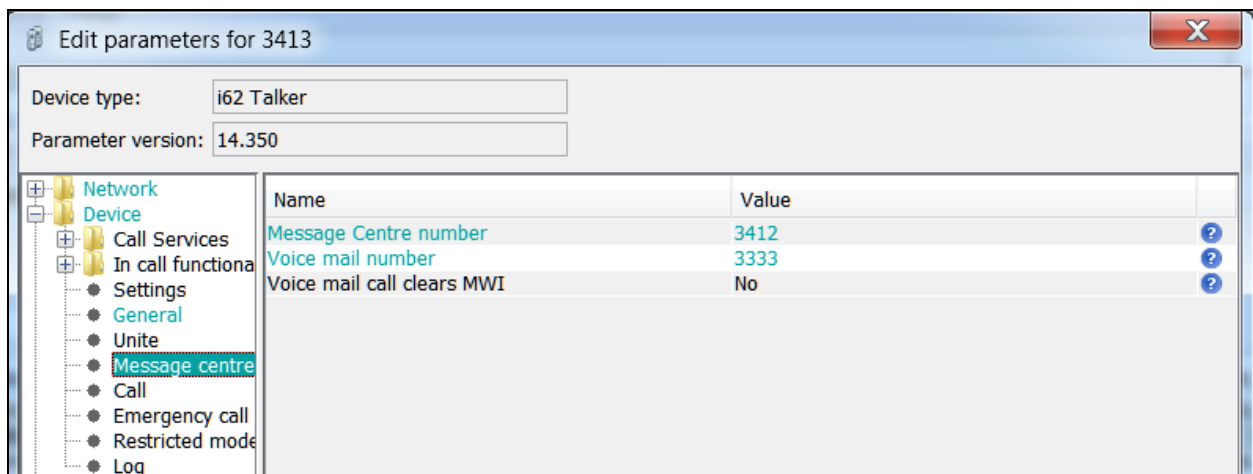 Edit parameters for 3413
X
Device type: i62 Talker
Parameter version: 14.350
Network
Device
Call Services
In call functiona
Settings
General
Unite
Message centre
Call
Emergency call
Restricted mode
Log
Name Value
Message Centre number 3412 ?
Voice mail number 3333 ?
Voice mail call clears MWI No ?